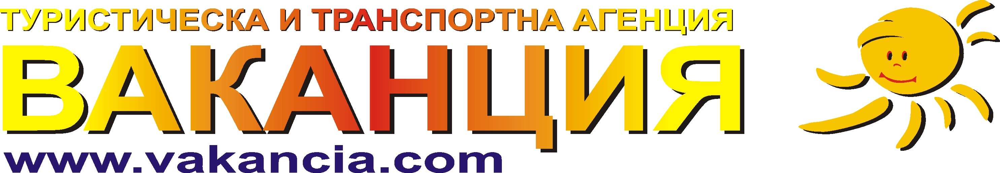 ТУРИСТИЧЕСКА И ТРАНСПОРТНА АГЕНЦИЯ
ВАКАНЦИЯ
www.vakancia.com